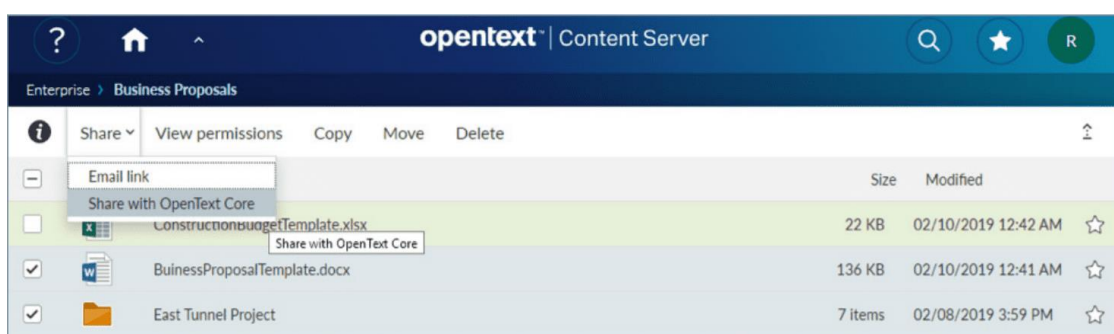 ? opentext™ | Content Server R
Enterprise > Business Proposals
i Share View permissions Copy Move Delete
Email link
Size Modified
Share with OpenText Core
ConstructionBudgetTemplate.xlsx 22 KB 02/10/2019 12:42 AM
Share with OpenText Core
BuinessProposalTemplate.docx 136 KB 02/10/2019 12:41 AM
East Tunnel Project 7 items 02/08/2019 3:59 PM